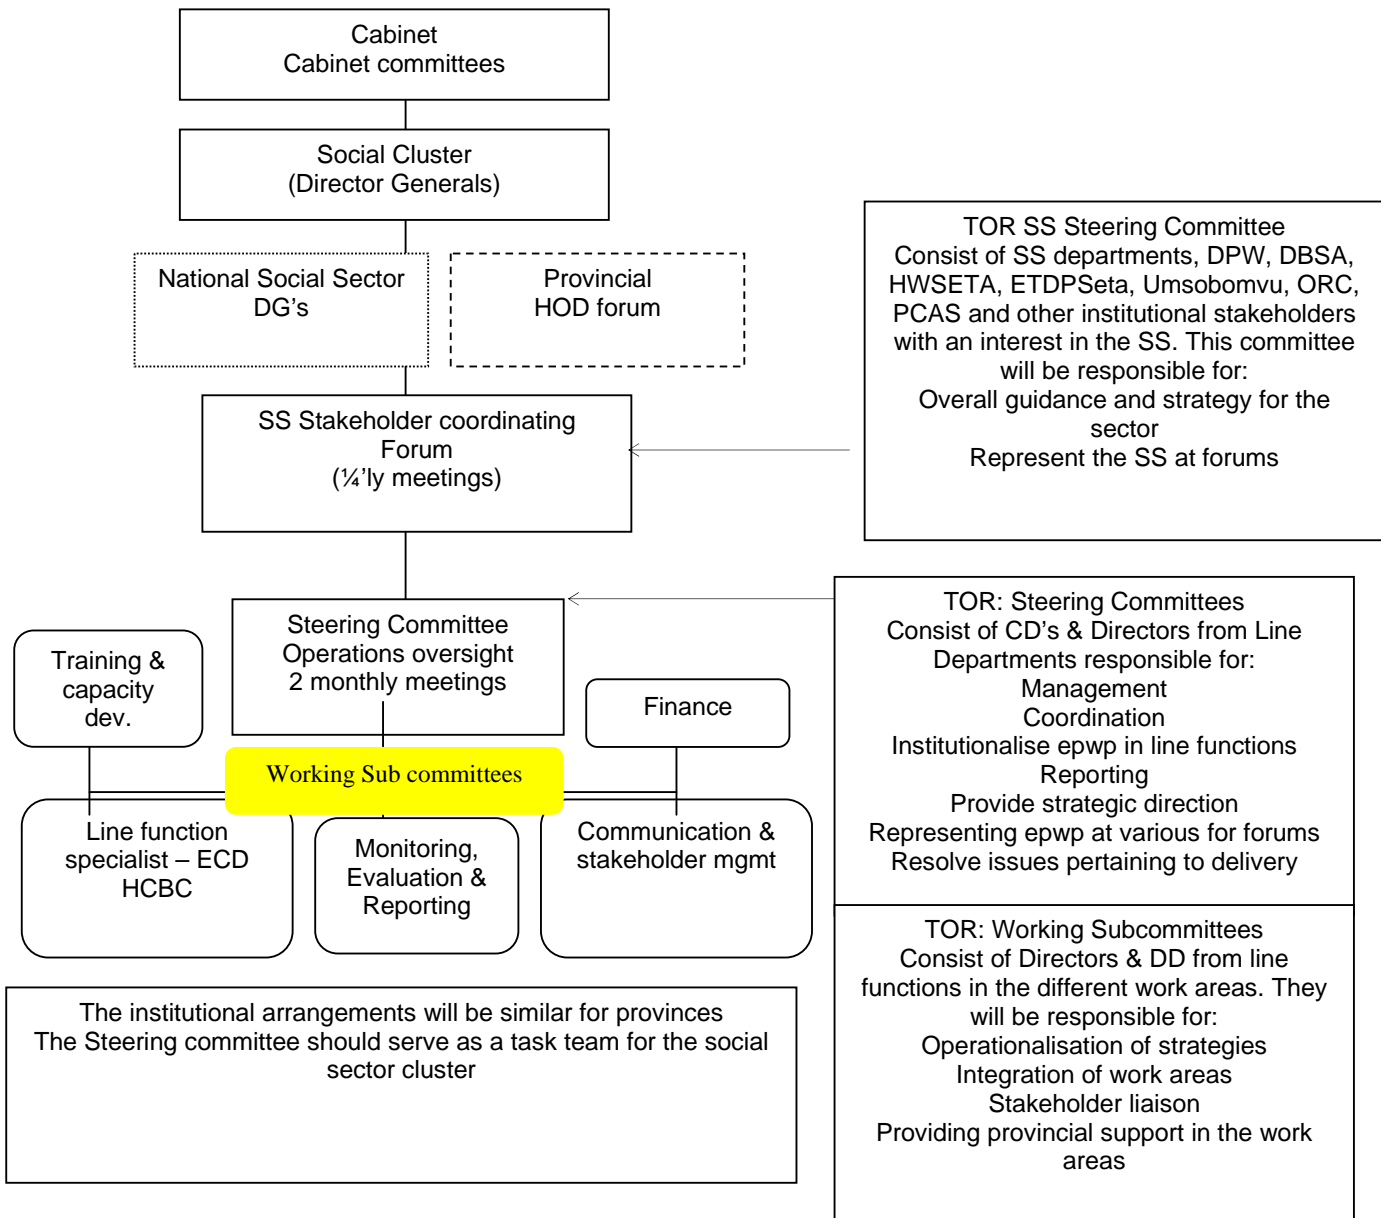 Cabinet
Cabinet committees
Social Cluster
(Director Generals)
National Social Sector
DG’s
Provincial
HOD forum
SS Stakeholder coordinating
Forum
(¼’ly meetings)
TOR SS Steering Committee
Consist of SS departments, DPW, DBSA,
HWSETA, ETDPSeta, Umsobomvu, ORC,
PCAS and other institutional stakeholders
with an interest in the SS. This committee
will be responsible for:
Overall guidance and strategy for the
sector
Represent the SS at forums
Steering Committee
Operations oversight
2 monthly meetings
Training &
capacity
dev.
Finance
Working Sub committees
Line function
specialist – ECD
HCBC
Monitoring,
Evaluation &
Reporting
Communication &
stakeholder mgmt
TOR: Steering Committees
Consist of CD’s & Directors from Line
Departments responsible for:
Management
Coordination
Institutionalise epwp in line functions
Reporting
Provide strategic direction
Representing epwp at various for forums
Resolve issues pertaining to delivery
TOR: Working Subcommittees
Consist of Directors & DD from line
functions in the different work areas. They
will be responsible for:
Operationalisation of strategies
Integration of work areas
Stakeholder liaison
Providing provincial support in the work
areas
The institutional arrangements will be similar for provinces
The Steering committee should serve as a task team for the social
sector cluster